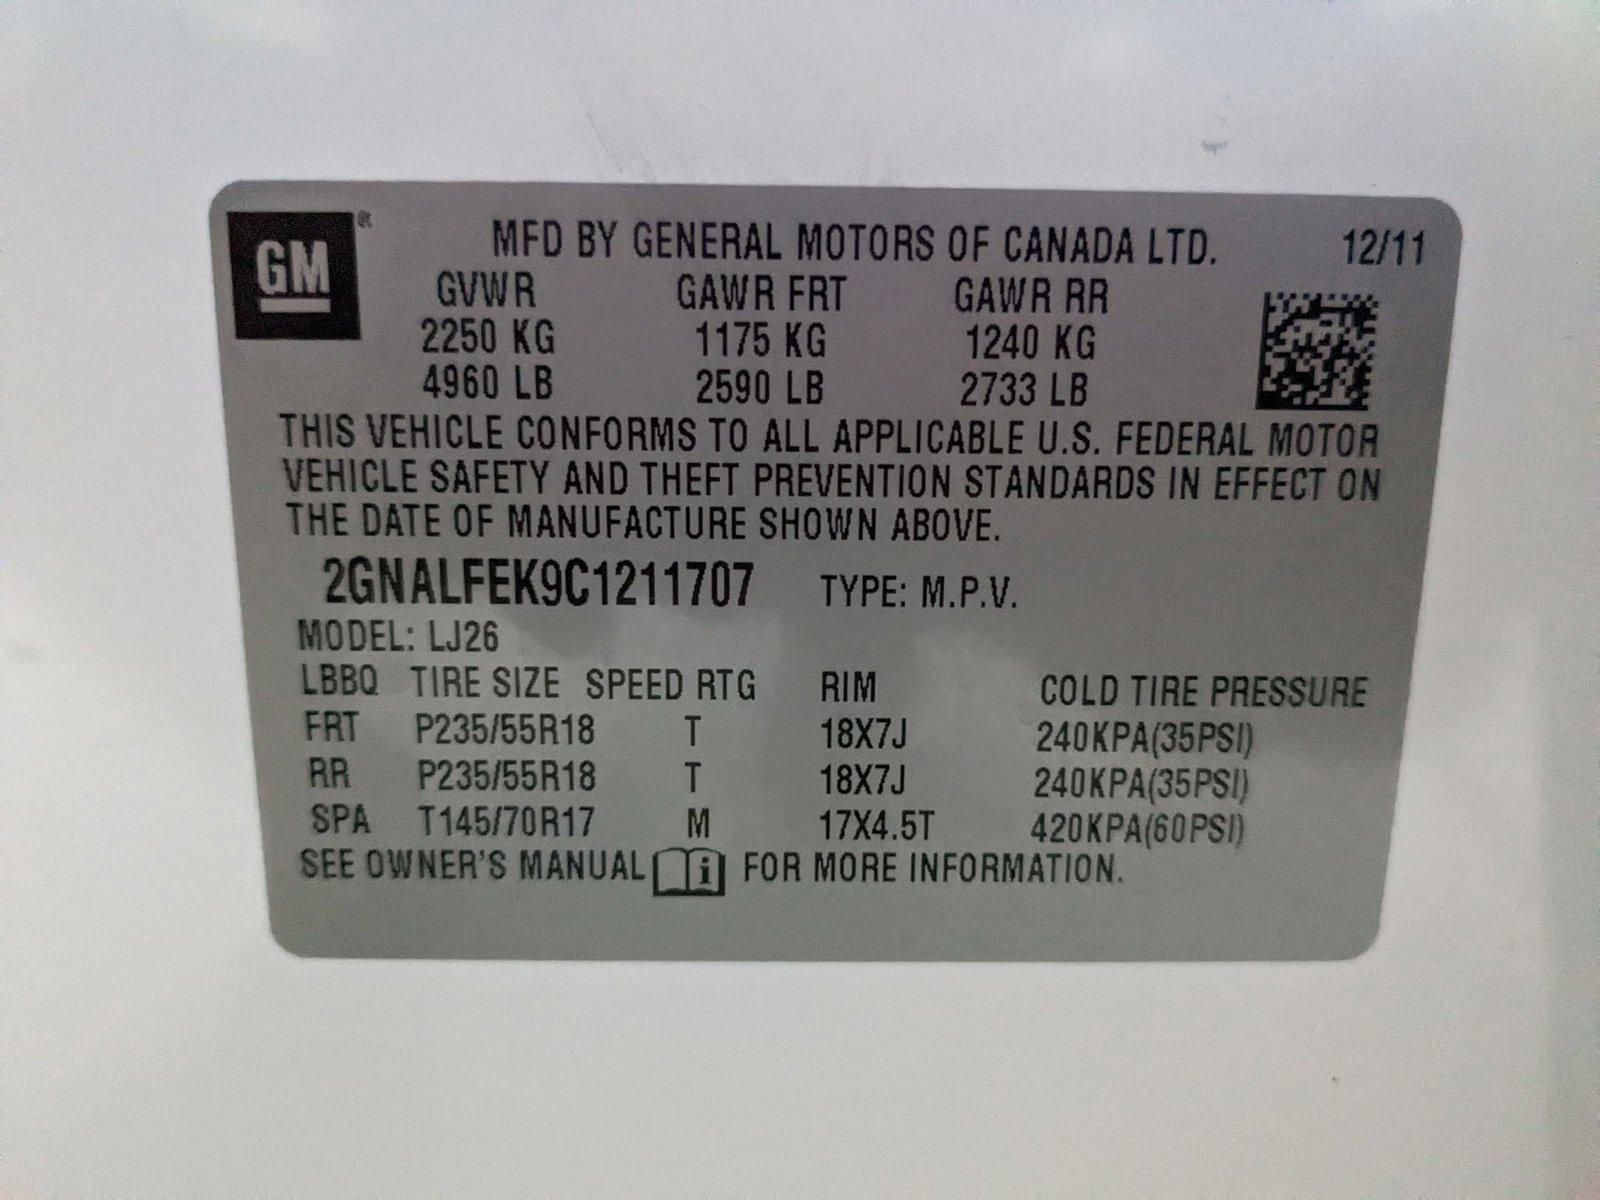 GM®
MFD BY GENERAL MOTORS OF CANADA LTD. 12/11
GVWR GAWR FRT GAWR RR
2250 KG 1175 KG 1240 KG
4960 LB 2590 LB 2733 LB
THIS VEHICLE CONFORMS TO ALL APPLICABLE U.S. FEDERAL MOTOR
VEHICLE SAFETY AND THEFT PREVENTION STANDARDS IN EFFECT ON
THE DATE OF MANUFACTURE SHOWN ABOVE.
2GNALFEK9C1211707 TYPE: M.P.V.
MODEL: LJ26
LBBQ TIRE SIZE SPEED RTG RIM COLD TIRE PRESSURE
FRT P235/55R18 T 18X7J 240KPA(35PSI)
RR P235/55R18 T 18X7J 240KPA(35PSI)
SPA T145/70R17 M 17X4.5T 420KPA(60PSI)
SEE OWNER'S MANUAL i FOR MORE INFORMATION.